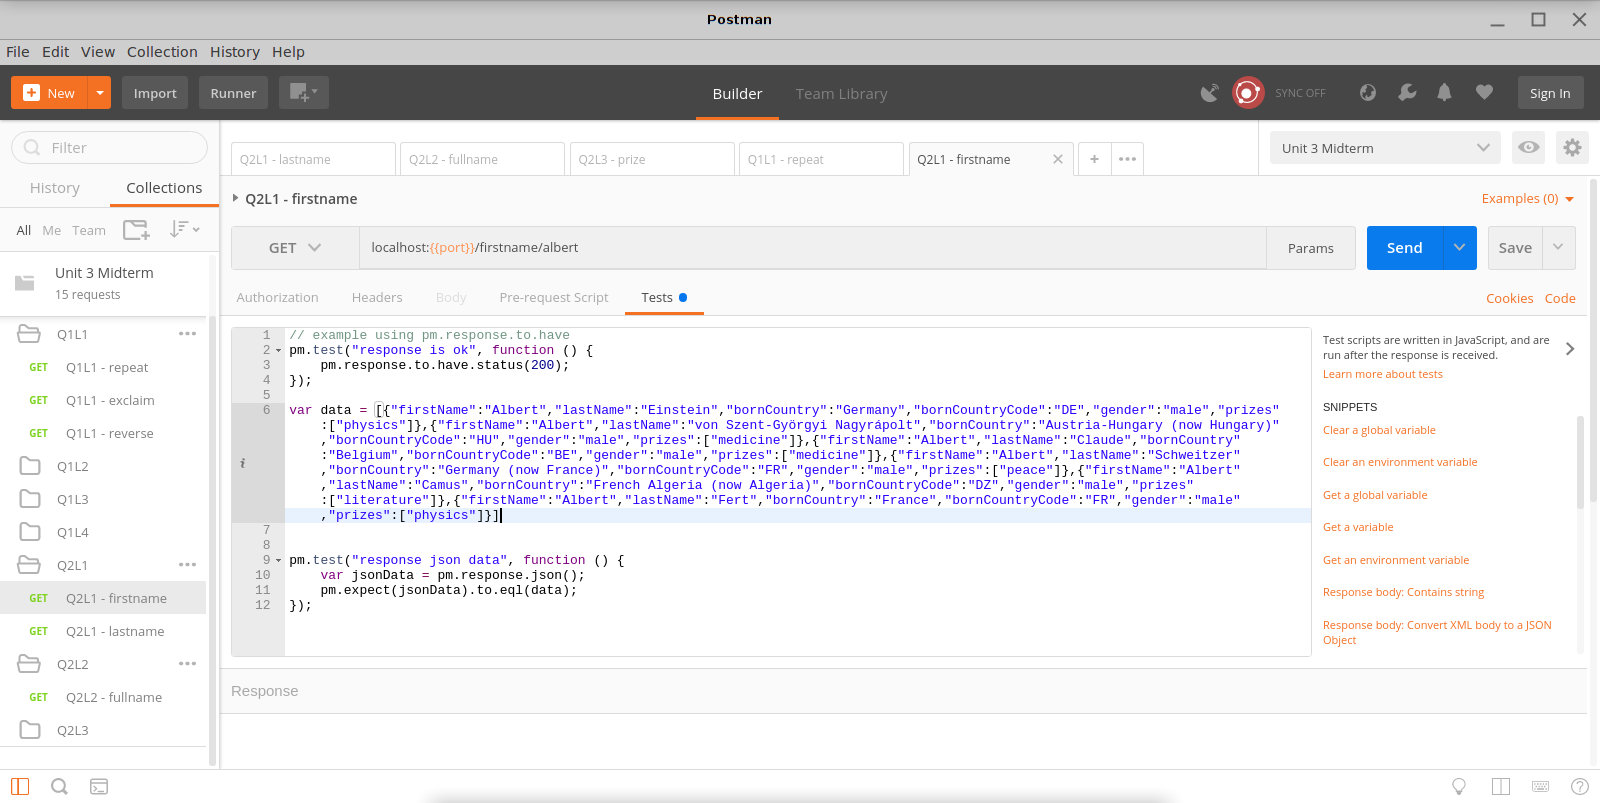 Postman
File Edit View Collection History Help
New Import Runner Builder Team Library SYNC OFF Sign In
Filter
History Collections
All Me Team
Unit 3 Midterm
15 requests
Q1L1
GET Q1L1 - repeat
GET Q1L1 - exclaim
GET Q1L1 - reverse
Q1L2
Q1L3
Q1L4
Q2L1
GET Q2L1 - firstname
GET Q2L1 - lastname
Q2L2
GET Q2L2 - fullname
Q2L3
Q2L1 - lastname Q2L2 - fullname Q2L3 - prize Q1L1 - repeat Q2L1 - firstname
Unit 3 Midterm
Q2L1 - firstname Examples (0)
GET localhost:{{port}}/firstname/albert Params Send Save
Authorization Headers Body Pre-request Script Tests Cookies Code
1 // example using pm.response.to.have
2 pm.test("response is ok", function () {
3 pm.response.to.have.status(200);
4 });
5
6 var data = [{"firstName":"Albert","lastName":"Einstein","bornCountry":"Germany","bornCountryCode":"DE","gender":"male","prizes"
:["physics"]},{"firstName":"Albert","lastName":"von Szent-Györgyi Nagyrápolt","bornCountry":"Austria-Hungary (now Hungary)"
,"bornCountryCode":"HU","gender":"male","prizes":["medicine"]},{"firstName":"Albert","lastName":"Claude","bornCountry"
:"Belgium","bornCountryCode":"BE","gender":"male","prizes":["medicine"]},{"firstName":"Albert","lastName":"Schweitzer"
,"bornCountry":"Germany (now France)","bornCountryCode":"FR","gender":"male","prizes":["peace"]},{"firstName":"Albert"
,"lastName":"Camus","bornCountry":"French Algeria (now Algeria)","bornCountryCode":"DZ","gender":"male","prizes"
:["literature"]},{"firstName":"Albert","lastName":"Fert","bornCountry":"France","bornCountryCode":"FR","gender":"male"
,"prizes":["physics"]}]
7
8
9 pm.test("response json data", function () {
10 var jsonData = pm.response.json();
11 pm.expect(jsonData).to.eql(data);
12 });
Test scripts are written in JavaScript, and are
run after the response is received.
Learn more about tests
SNIPPETS
Clear a global variable
Clear an environment variable
Get a global variable
Get a variable
Get an environment variable
Response body: Contains string
Response body: Convert XML body to a JSON
Object
Response